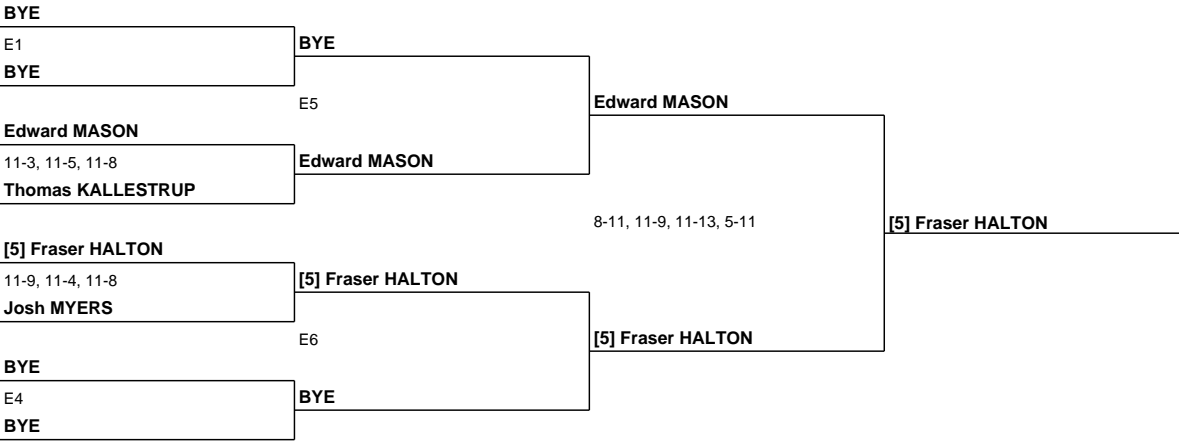 BYE
E1
BYE
BYE
E5
Edward MASON
Edward MASON
11-3, 11-5, 11-8
Edward MASON
Thomas KALLESTRUP
8-11, 11-9, 11-13, 5-11
[5] Fraser HALTON
[5] Fraser HALTON
11-9, 11-4, 11-8
[5] Fraser HALTON
Josh MYERS
E6
[5] Fraser HALTON
BYE
E4
BYE
BYE